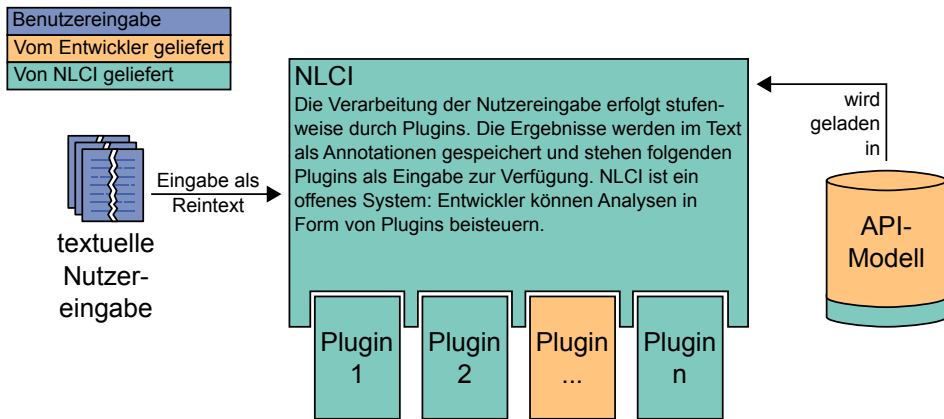 Benutzereingabe
Vom Entwickler geliefert
Von NLCI geliefert
NLCI
Die Verarbeitung der Nutzereingabe erfolgt stufen-
weise durch Plugins. Die Ergebnisse werden im Text
als Annotationen gespeichert und stehen folgenden
Plugins als Eingabe zur Verfügung. NLCI ist ein
offenes System: Entwickler können Analysen in
Form von Plugins beisteuern.
wird
geladen
in
Eingabe als
Reintext
textuelle
Nutzer-
eingabe
API-
Modell
Plugin
1
Plugin
2
Plugin
...
Plugin
n